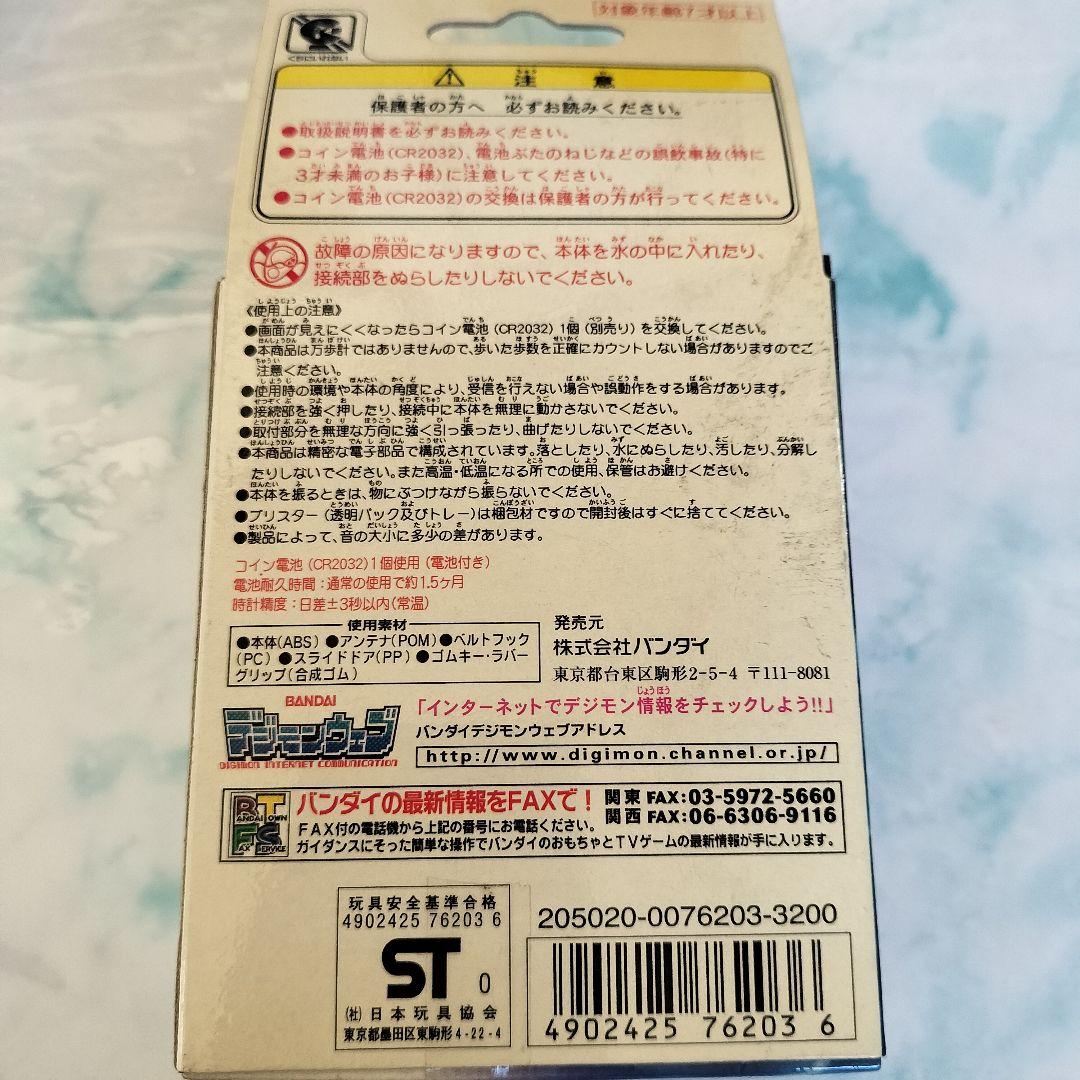 対象年齢7才以上
くちにいれない
注意
保護者の方へ 必ずお読みください。
●取扱説明書を必ずお読みください。
●コイン電池(CR2032)、電池ぶたのねじなどの誤飲事故(特に
3才未満のお子様)に注意してください。
●コイン電池(CR2032)の交換は保護者の方が行ってください。
故障の原因になりますので、本体を水の中に入れたり、
接続部をぬらしたりしないでください。
《使用上の注意》
●画面が見えにくくなったらコイン電池(CR2032)1個(別売り)を交換してください。
●本商品は万歩計ではありませんので、歩いた歩数を正確にカウントしない場合がありますのでご
注意ください。
●使用時の環境や本体の角度により、受信を行えない場合や誤動作をする場合があります。
●接続部を強く押したり、接続中に本体を無理に動かさないでください。
●取付部分を無理な方向に強く引っ張ったり、曲げたりしないでください。
●本商品は精密な電子部品で構成されています。落としたり、水にぬらしたり、汚したり、分解し
たりしないでください。また高温・低温になる所での使用、保管はお避けください。
●本体を振るときは、物にぶつけながら振らないでください。
●ブリスター(透明パック及びトレー)は梱包材ですので開封後はすぐに捨ててください。
●製品によって、音の大小に多少の差があります。
コイン電池(CR2032)1個使用(電池付き)
電池耐久時間:通常の使用で約1.5ヶ月
時計精度:日差±3秒以内(常温)
使用素材
●本体(ABS) ●アンテナ(POM) ●ベルトフック
(PC) ●スライドドア(PP) ●ゴムキー・ラバー
グリップ(合成ゴム)
発売元
株式会社バンダイ
東京都台東区駒形2-5-4 〒111-8081
BANDAI
デジモンウェブ
DIGIMON INTERNET COMMUNICATION
「インターネットでデジモン情報をチェックしよう!!」
バンダイデジモンウェブアドレス
http://www.digimon.channel.or.jp/
RT
BANDAI TOWN
FS
FAX SERVICE
バンダイの最新情報をFAXで!
関東 FAX:03-5972-5660
関西 FAX:06-6306-9116
FAX付の電話機から上記の番号にお電話ください。
ガイダンスにそった簡単な操作でバンダイのおもちゃとTVゲームの最新情報が手に入ります。
玩具安全基準合格
4902425 76203 6
ST 0
(社)日本玩具協会
東京都墨田区東駒形4-22-4
205020-0076203-3200
4902425 76203 6